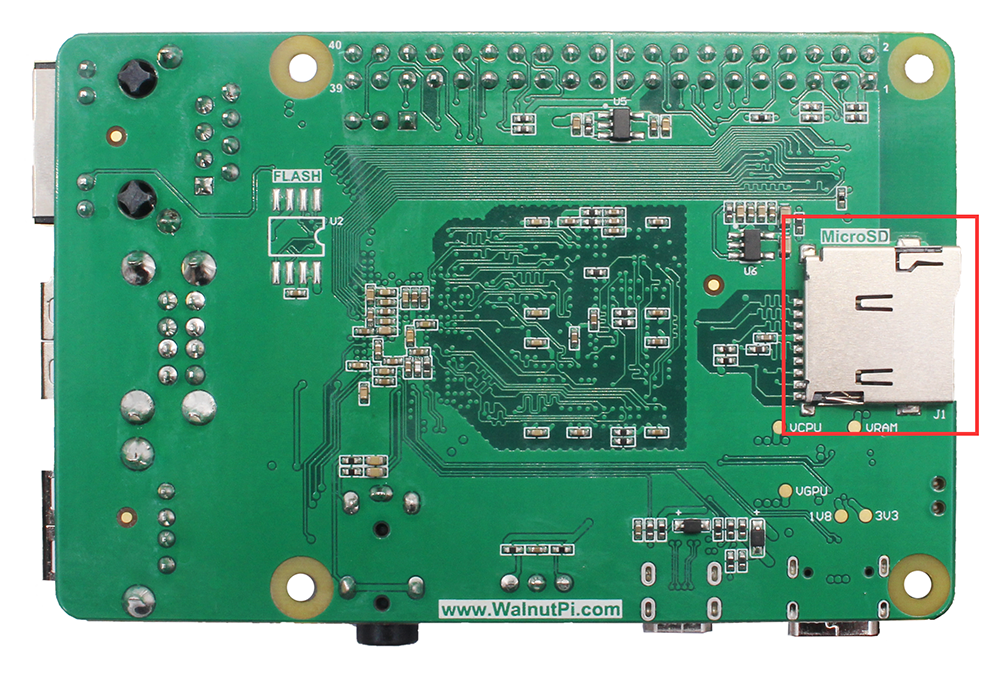 40
2
39
1
U5
FLASH
U2
MicroSD
U6
J1
VCPU
VRAM
VGPU
1V8
3V3
+
+
www.WalnutPi.com